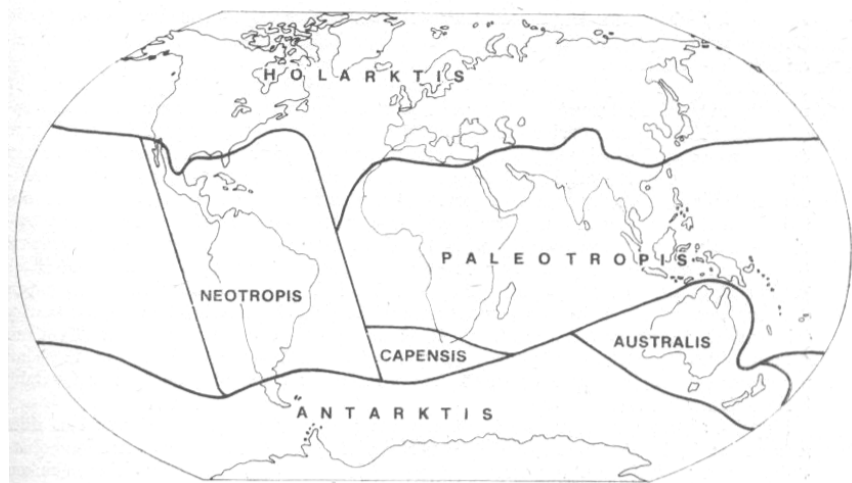 HOLARKTIS
PALEOTROPIS
NEOTROPIS
AUSTRALIS
CAPENSIS
ANTARKTIS